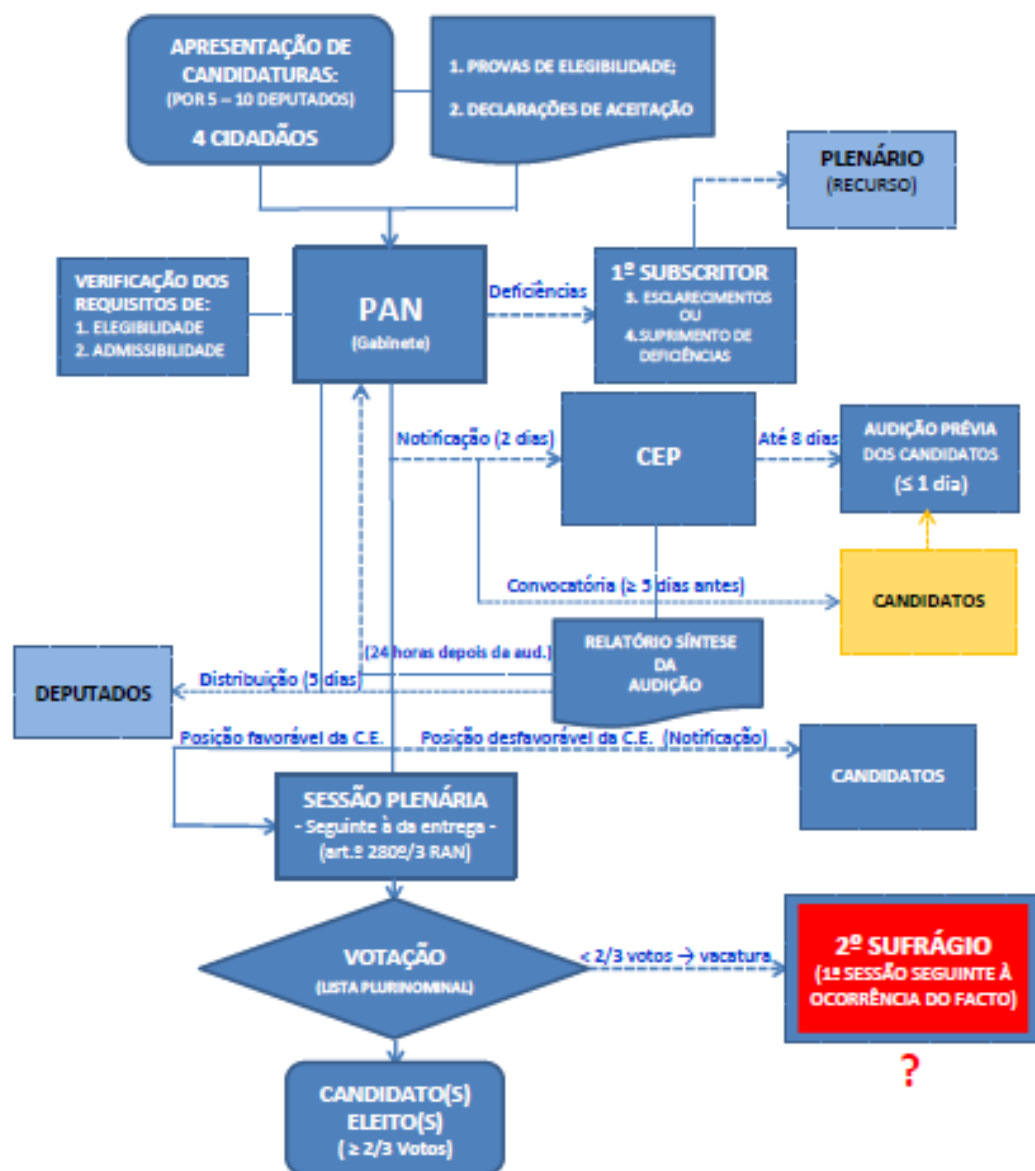 APRESENTAÇÃO DE
CANDIDATURAS:
(POR 5 – 10 DEPUTADOS)
4 CIDADÃOS
1. PROVAS DE ELEGIBILIDADE;
2. DECLARAÇÕES DE ACEITAÇÃO
PLENÁRIO
(RECURSO)
VERIFICAÇÃO DOS
REQUISITOS DE:
1. ELEGIBILIDADE
2. ADMISSIBILIDADE
PAN
(Gabinete)
Deficiências
1º SUBSCRITOR
3. ESCLARECIMENTOS
OU
4. SUPRIMENTO DE
DEFICIÊNCIAS
Notificação (2 dias)
CEP
Até 8 dias
AUDIÇÃO PRÉVIA
DOS CANDIDATOS
(≤ 1 dia)
Convocatória (≥ 3 dias antes)
CANDIDATOS
(24 horas depois da aud.)
RELATÓRIO SÍNTESE
DA
AUDIÇÃO
DEPUTADOS
Distribuição (3 dias)
Posição favorável da C.E.
Posição desfavorável da C.E. (Notificação)
CANDIDATOS
SESSÃO PLENÁRIA
- Seguinte à da entrega -
(art.º 280º/3 RAN)
VOTAÇÃO
(LISTA PLURINOMINAL)
< 2/3 votos → vacatura
2º SUFRÁGIO
(1ª SESSÃO SEGUINTE À
OCORRÊNCIA DO FACTO)
?
CANDIDATO(S)
ELEITO(S)
( ≥ 2/3 Votos)